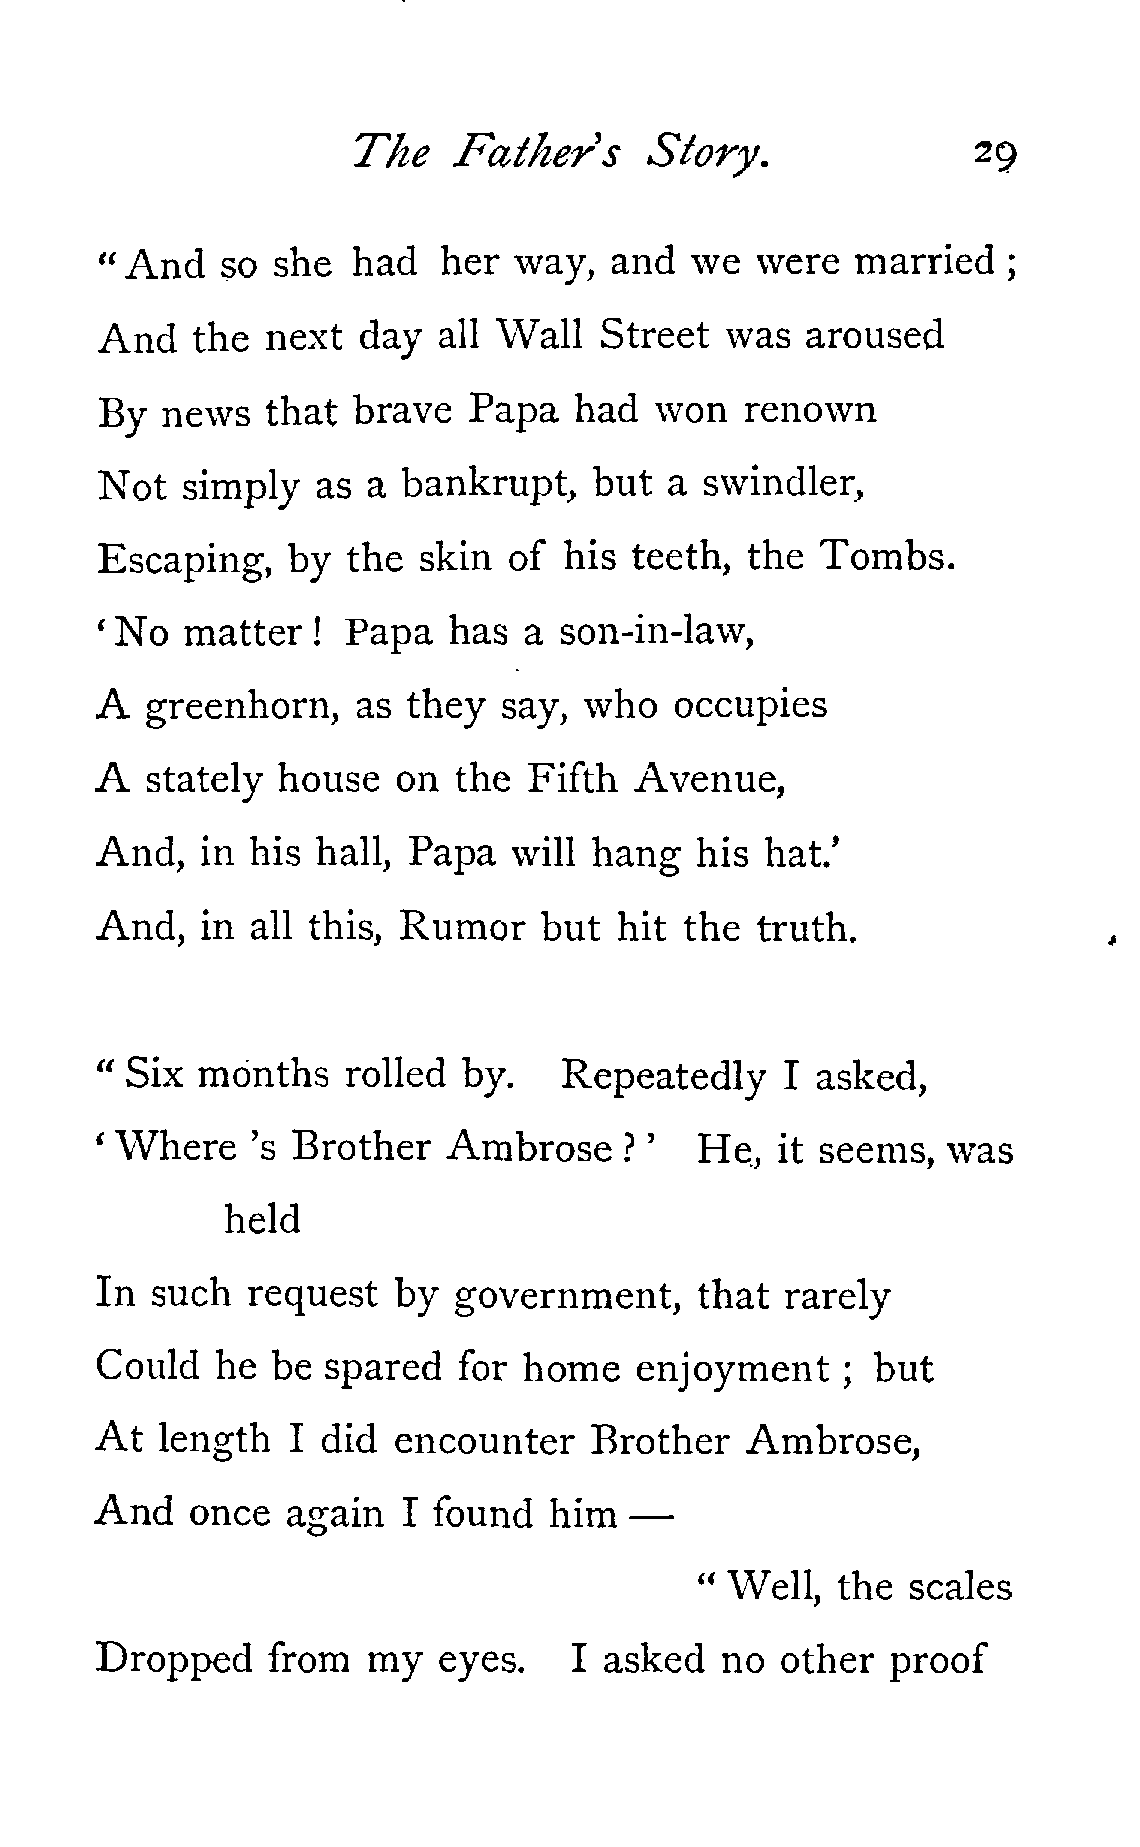 The Father's Story. 29
“And so she had her way, and we were married ;
And the next day all Wall Street was aroused
By news that brave Papa had won renown
Not simply as a bankrupt, but a swindler,
Escaping, by the skin of his teeth, the Tombs.
‘No matter ! Papa has a son-in-law,
A greenhorn, as they say, who occupies
A stately house on the Fifth Avenue,
And, in his hall, Papa will hang his hat.’
And, in all this, Rumor but hit the truth.
“Six months rolled by. Repeatedly I asked,
‘Where ’s Brother Ambrose ?’ He, it seems, was
held
In such request by government, that rarely
Could he be spared for home enjoyment ; but
At length I did encounter Brother Ambrose,
And once again I found him —
“Well, the scales
Dropped from my eyes. I asked no other proof